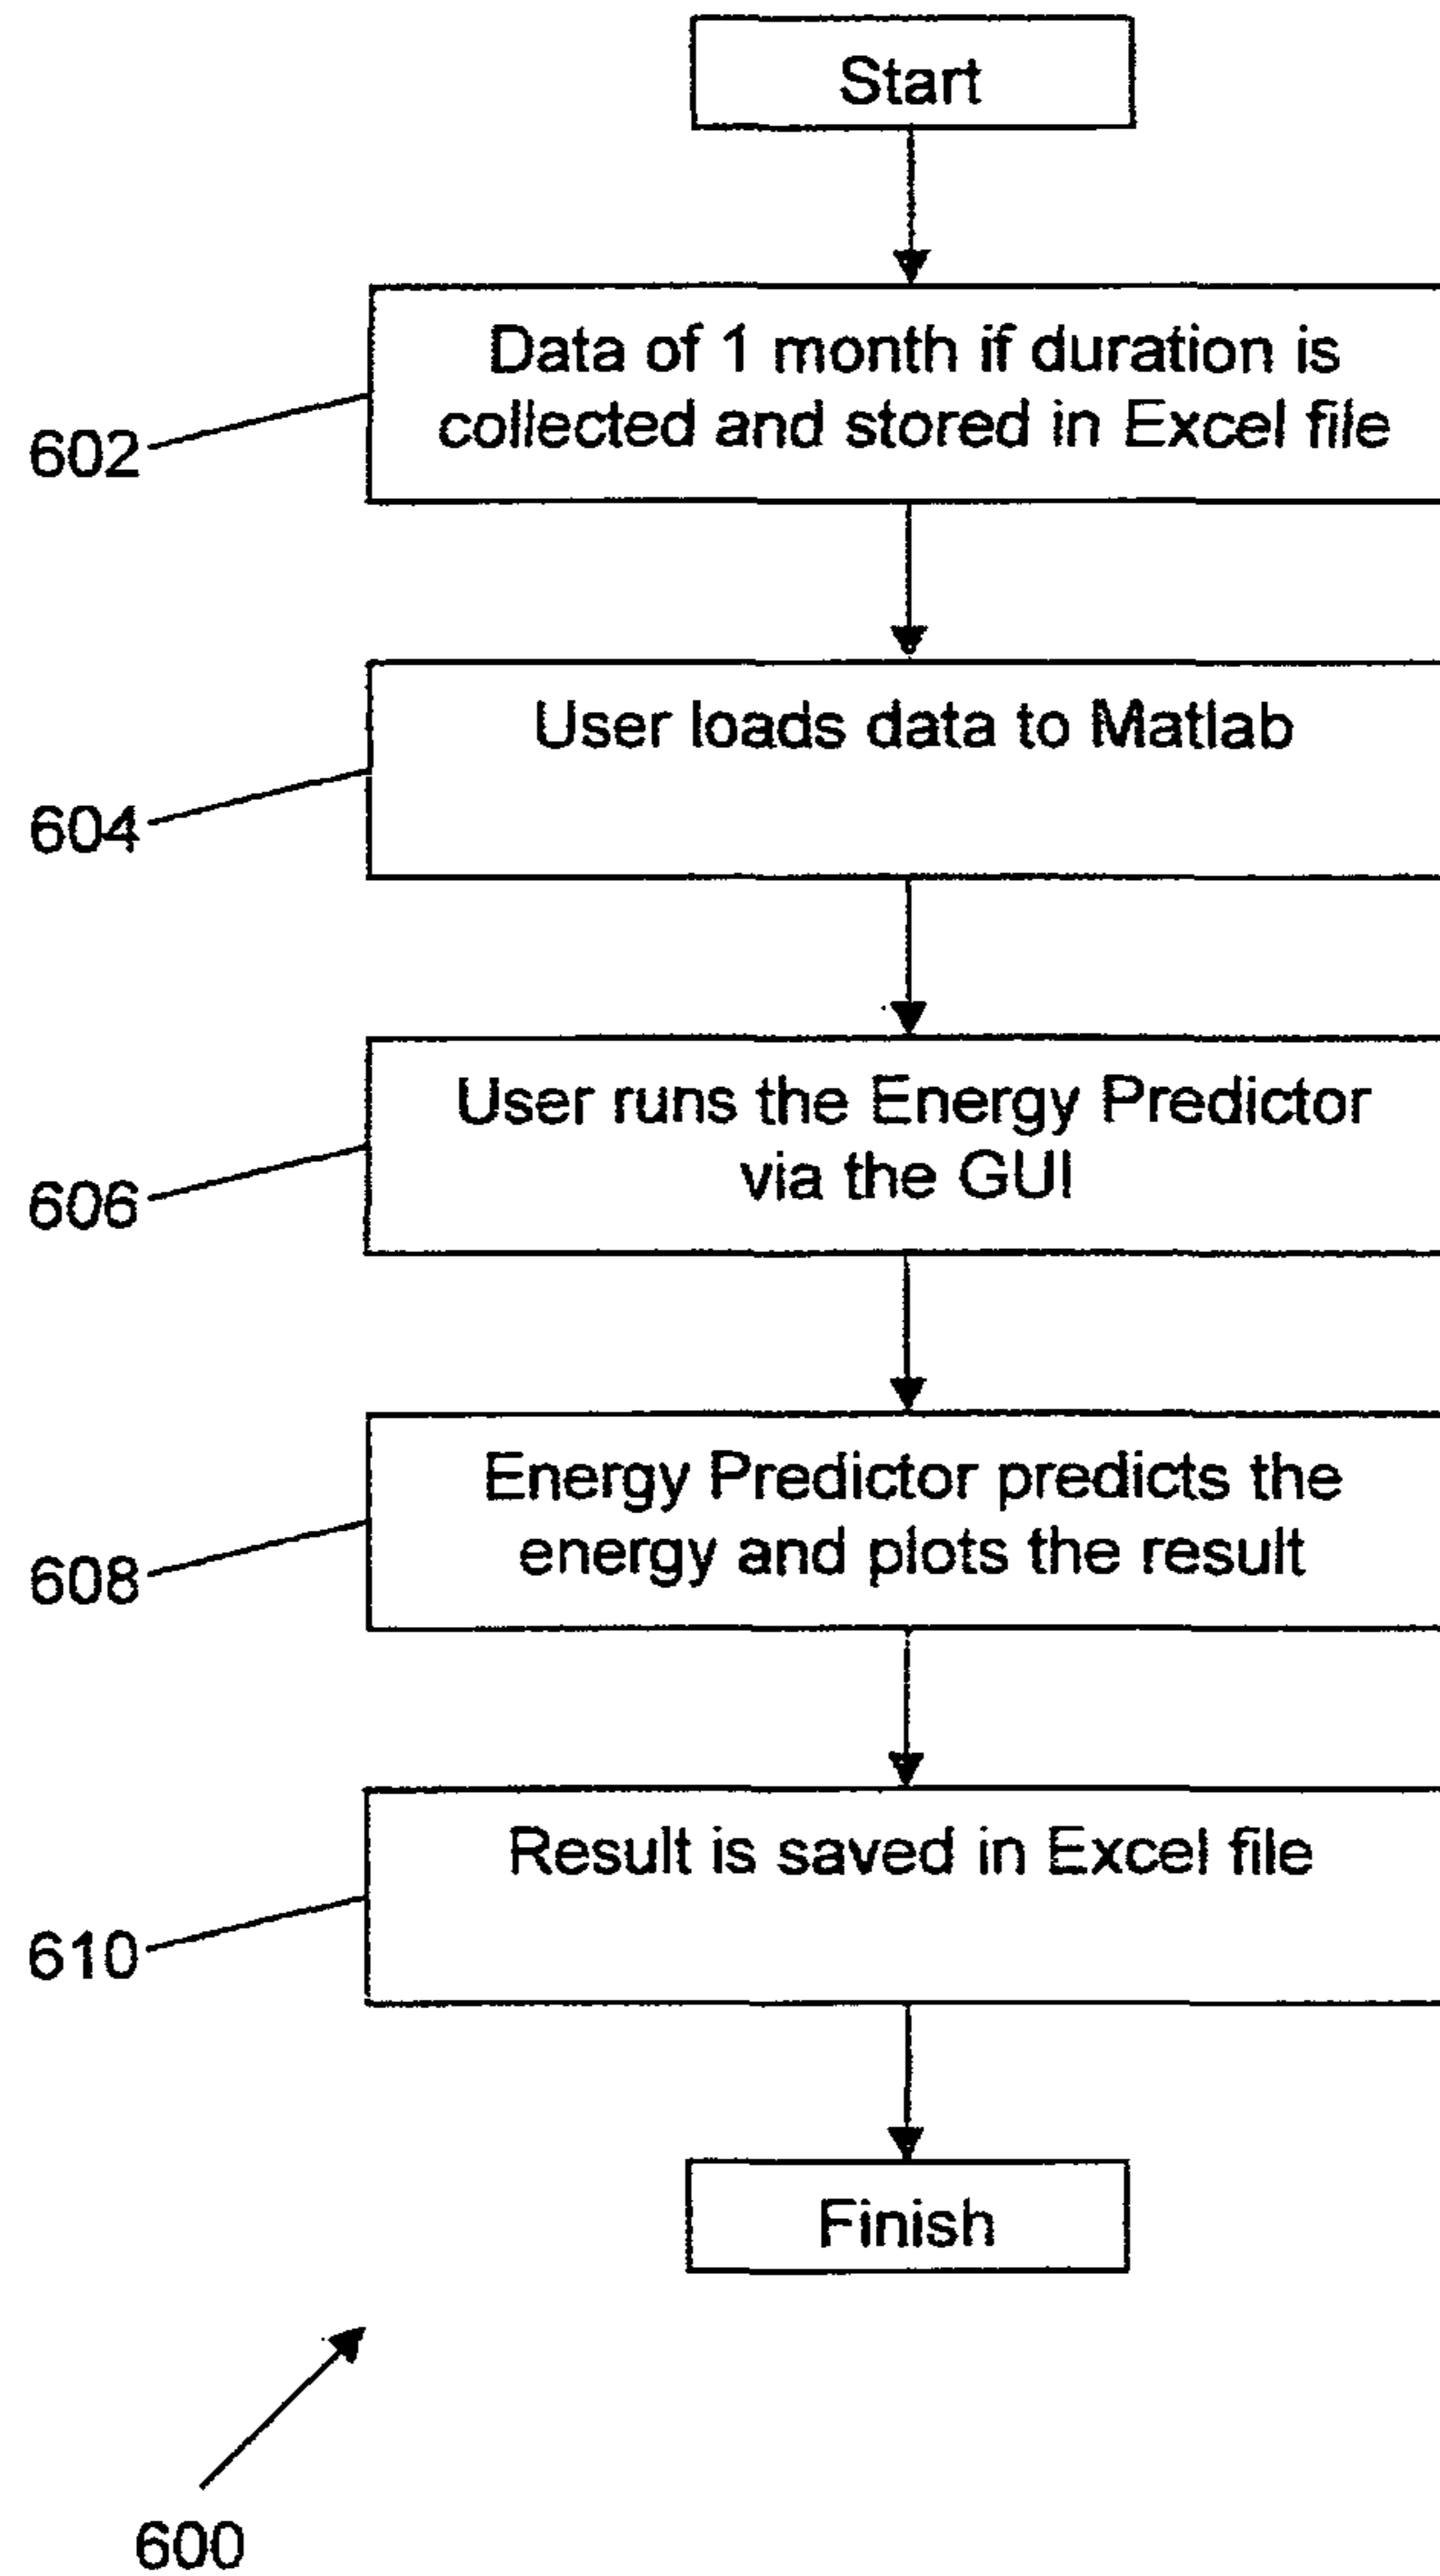 Start
Data of 1 month if duration is
collected and stored in Excel file
602
User loads data to Matlab
604
User runs the Energy Predictor
via the GUI
606
Energy Predictor predicts the
energy and plots the result
608
Result is saved in Excel file
610
Finish
600